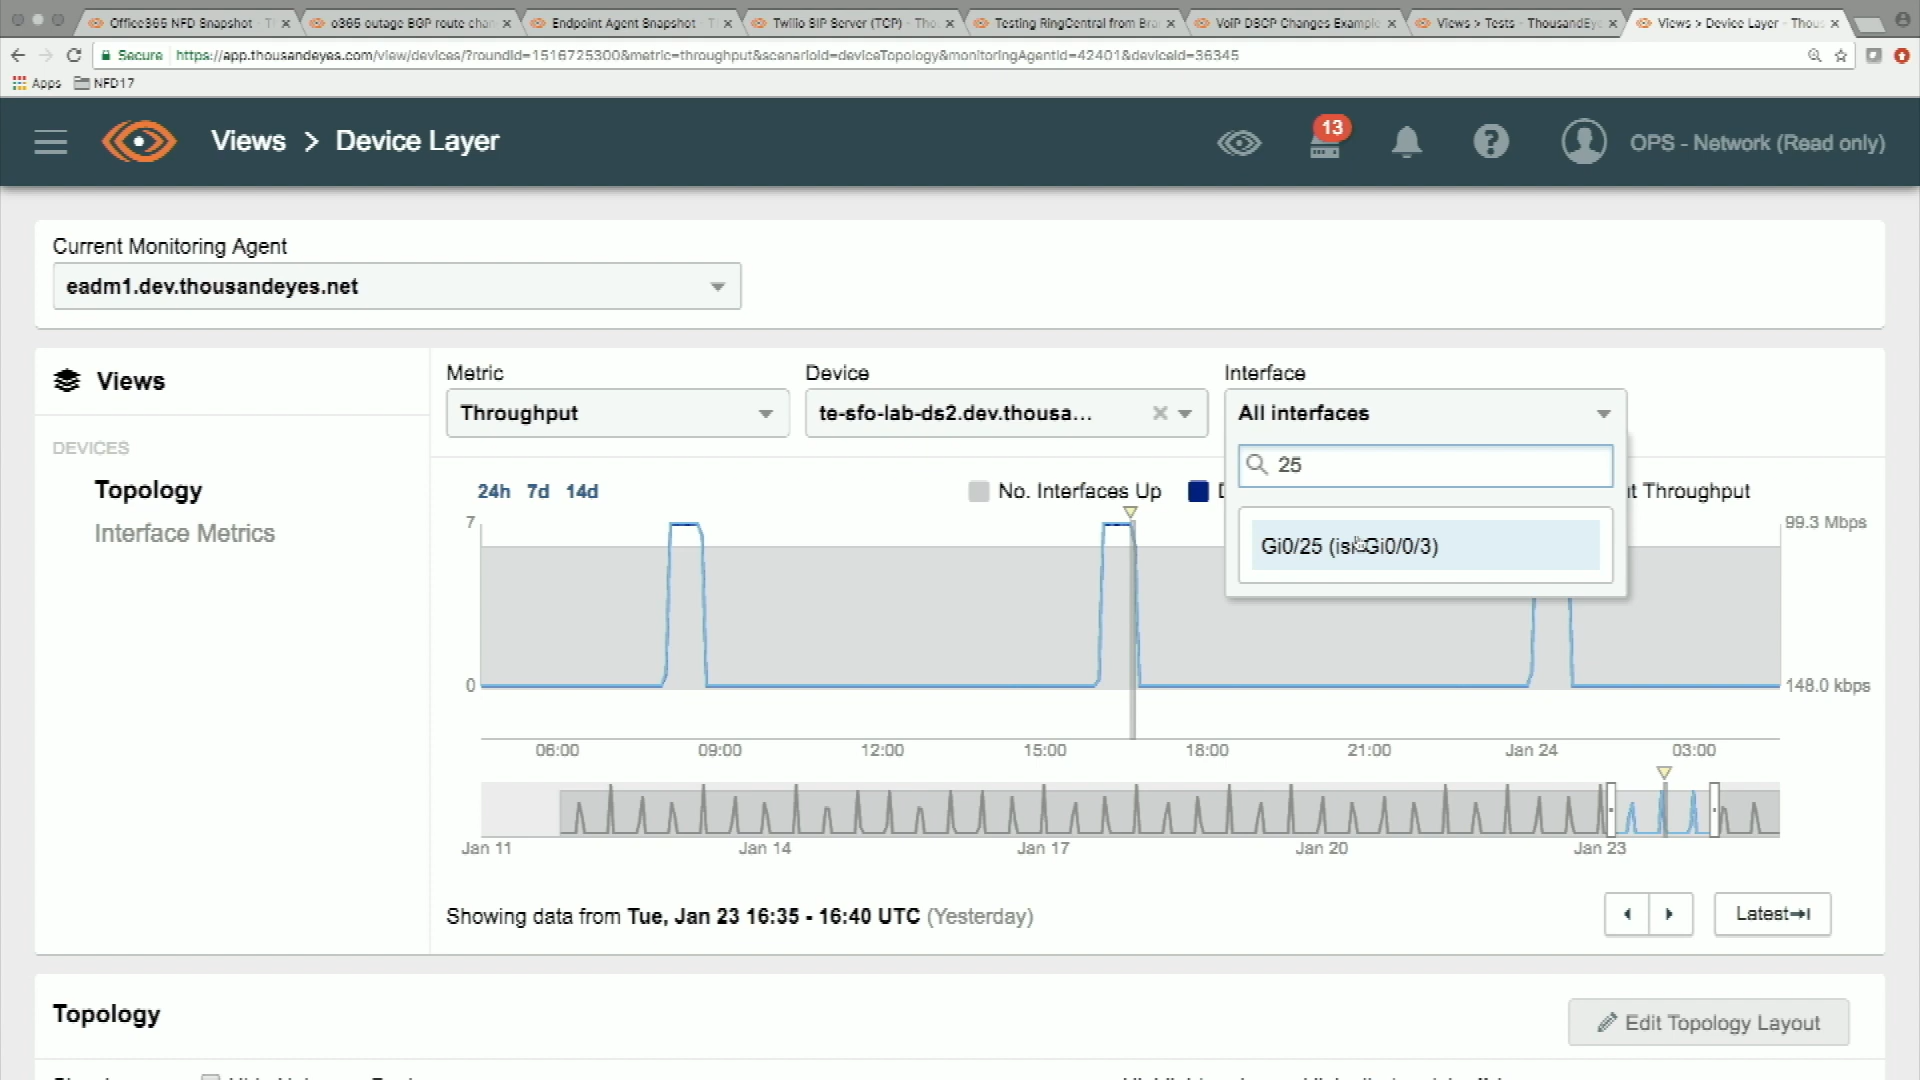 Office365 NFD Snapshot - T
o365 outage BGP route chan
Endpoint Agent Snapshot - T
Twilio SIP Server (TCP) - Tho
Testing RingCentral from Bra
VoIP DSCP Changes Example
Views > Tests - ThousandEye
Views > Device Layer - Thous
Secure https://app.thousandeyes.com/view/devices/?roundId=1516725300&metric=throughput&scenarioId=deviceTopology&monitoringAgentId=42401&deviceId=36345
Apps NFD17
Views > Device Layer
13
OPS - Network (Read only)
Current Monitoring Agent
eadm1.dev.thousandeyes.net
Views
DEVICES
Topology
Interface Metrics
Metric
Throughput
Device
te-sfo-lab-ds2.dev.thousa...
Interface
All interfaces
25
Gi0/25 (isr Gi0/0/3)
24h 7d 14d
No. Interfaces Up
t Throughput
7
0
99.3 Mbps
148.0 kbps
06:00 09:00 12:00 15:00 18:00 21:00 Jan 24 03:00
Jan 11 Jan 14 Jan 17 Jan 20 Jan 23
Showing data from Tue, Jan 23 16:35 - 16:40 UTC (Yesterday)
Latest
Topology
Edit Topology Layout